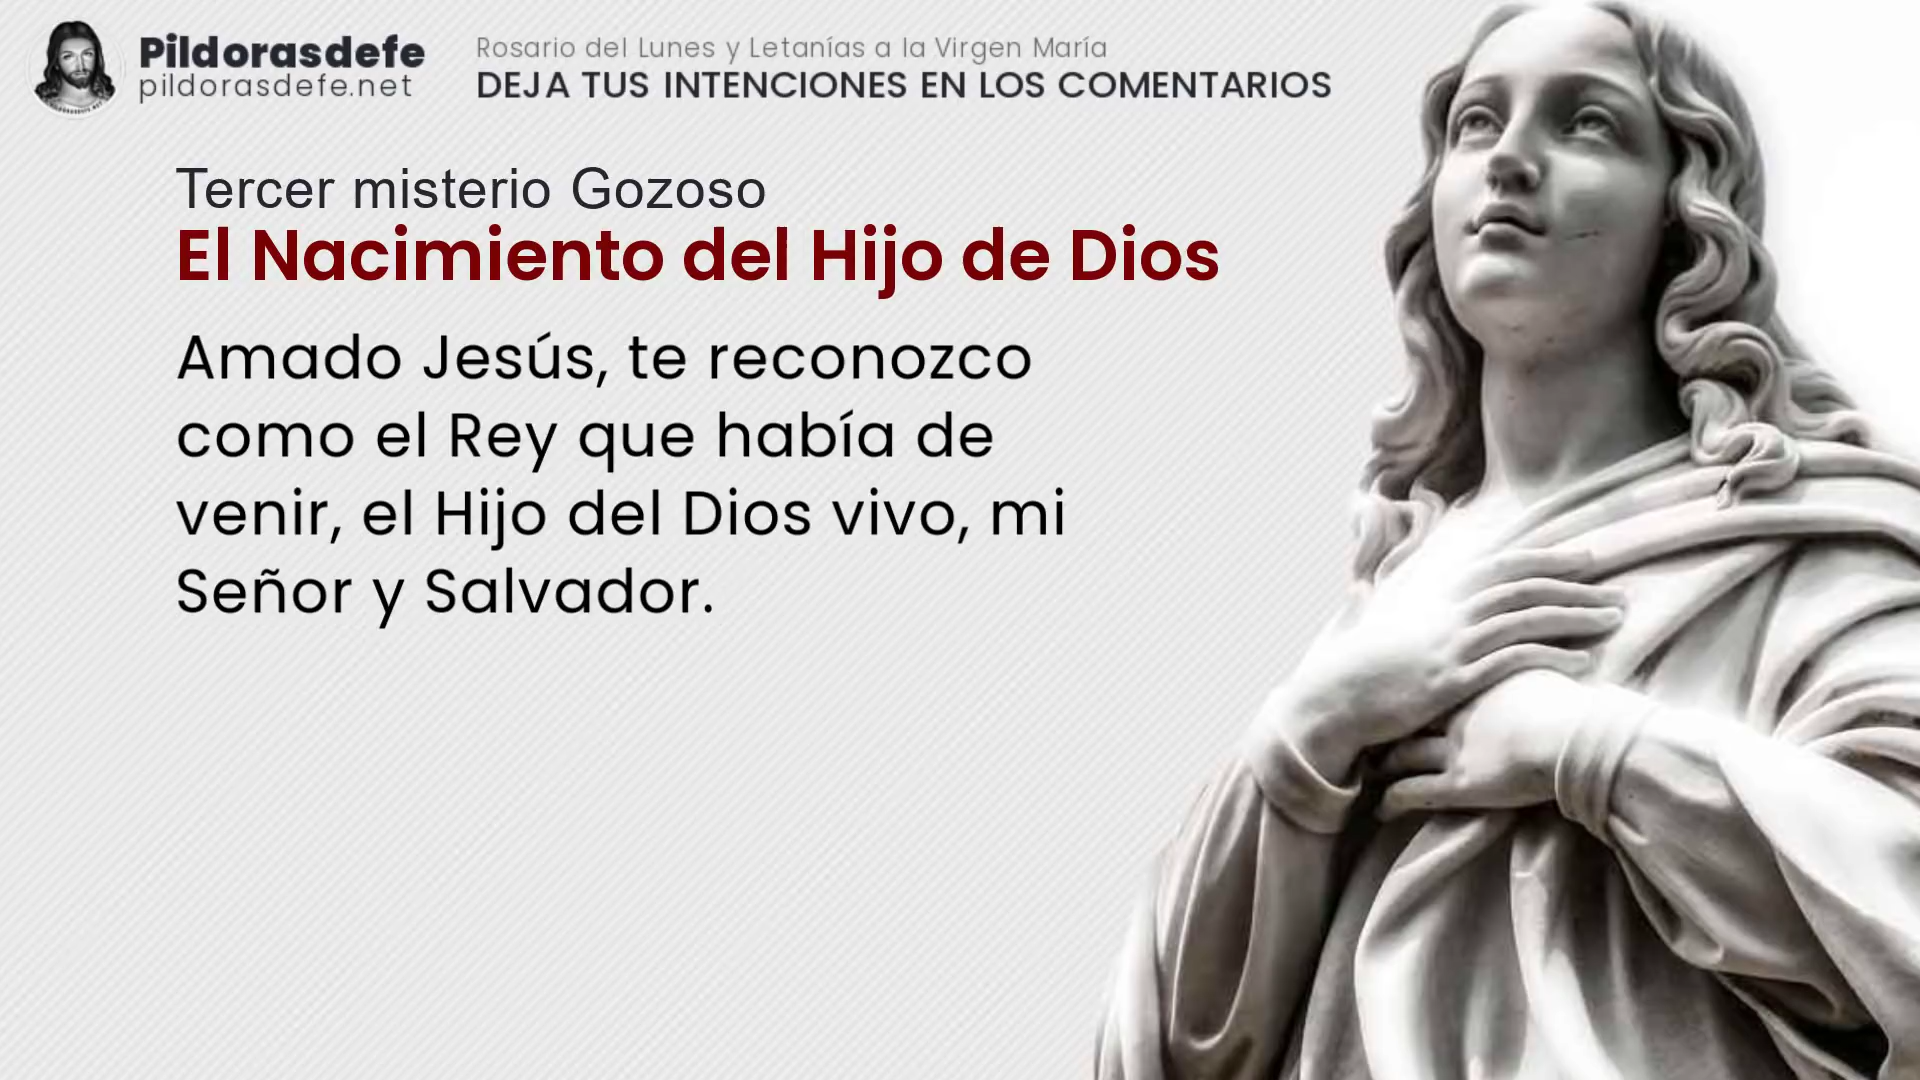 Pildorasdefe
pildorasdefe.net
Rosario del Lunes y Letanías a la Virgen María
DEJA TUS INTENCIONES EN LOS COMENTARIOS
Tercer misterio Gozoso
El Nacimiento del Hijo de Dios
Amado Jesús, te reconozco
como el Rey que había de
venir, el Hijo del Dios vivo, mi
Señor y Salvador.